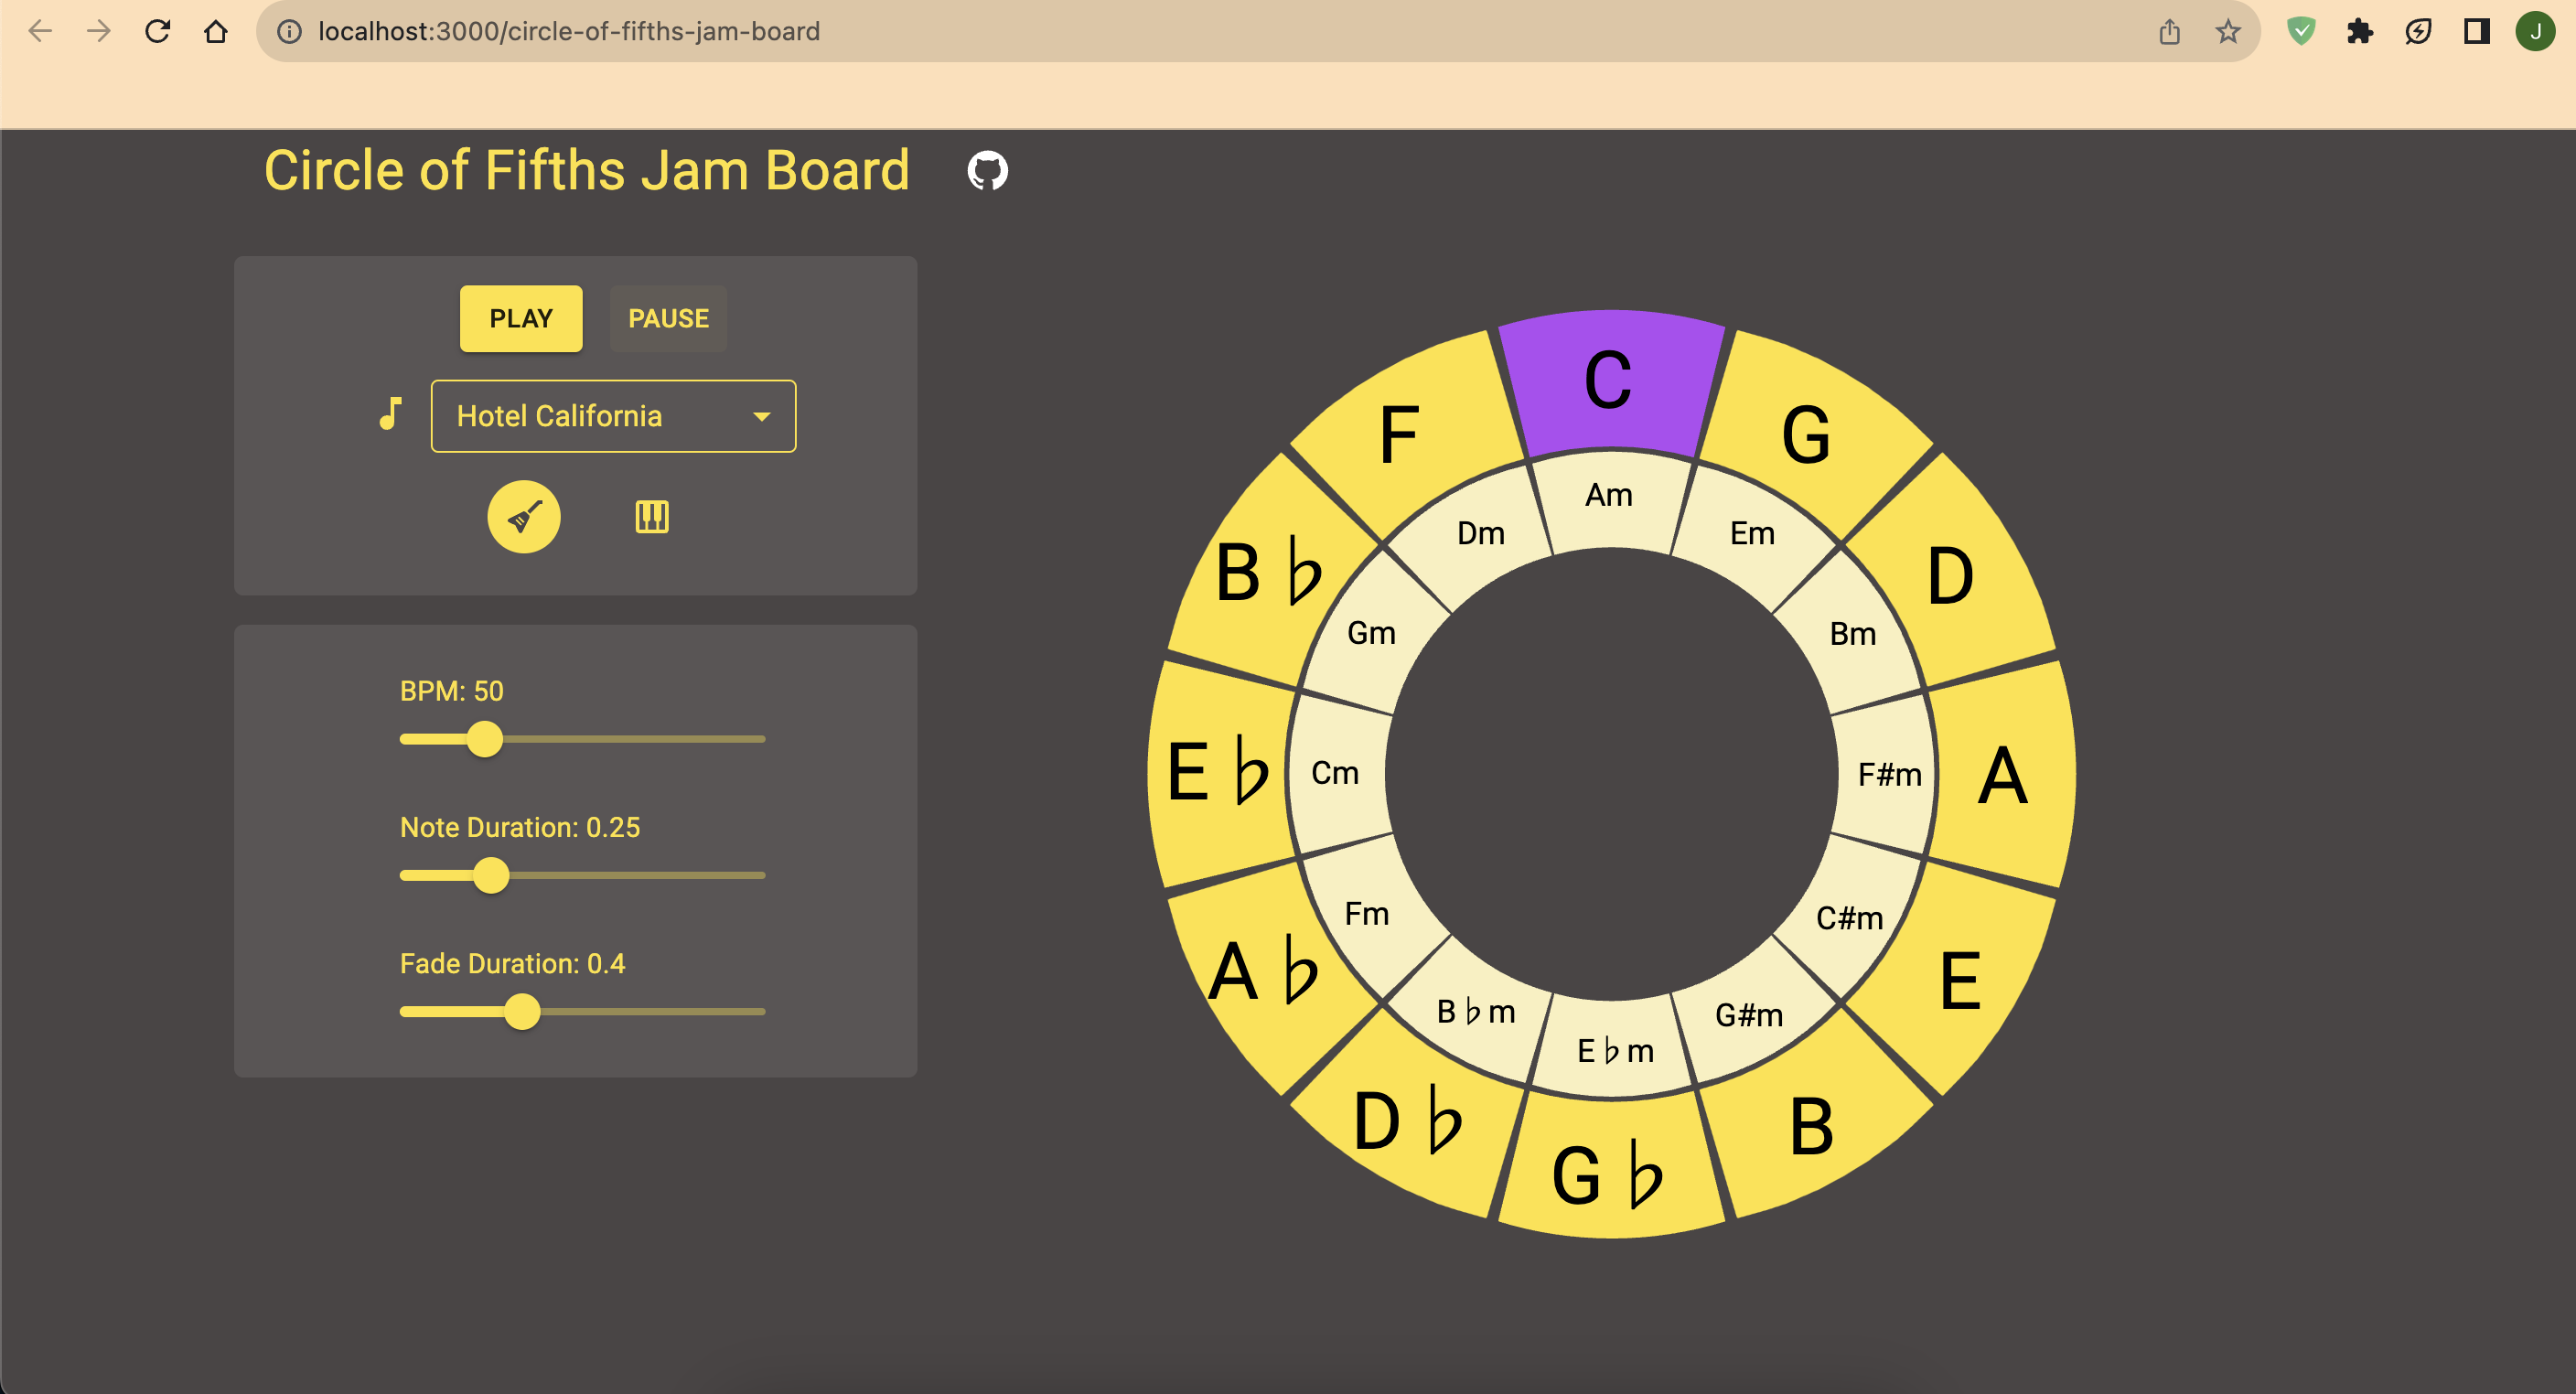 localhost:3000/circle-of-fifths-jam-board
J
Circle of Fifths Jam Board
PLAY
PAUSE
Hotel California
BPM: 50
Note Duration: 0.25
Fade Duration: 0.4
C
G
D
A
E
B
G ♭
D ♭
A ♭
E ♭
B ♭
F
Am
Em
Bm
F#m
C#m
G#m
E ♭ m
B ♭ m
Fm
Cm
Gm
Dm